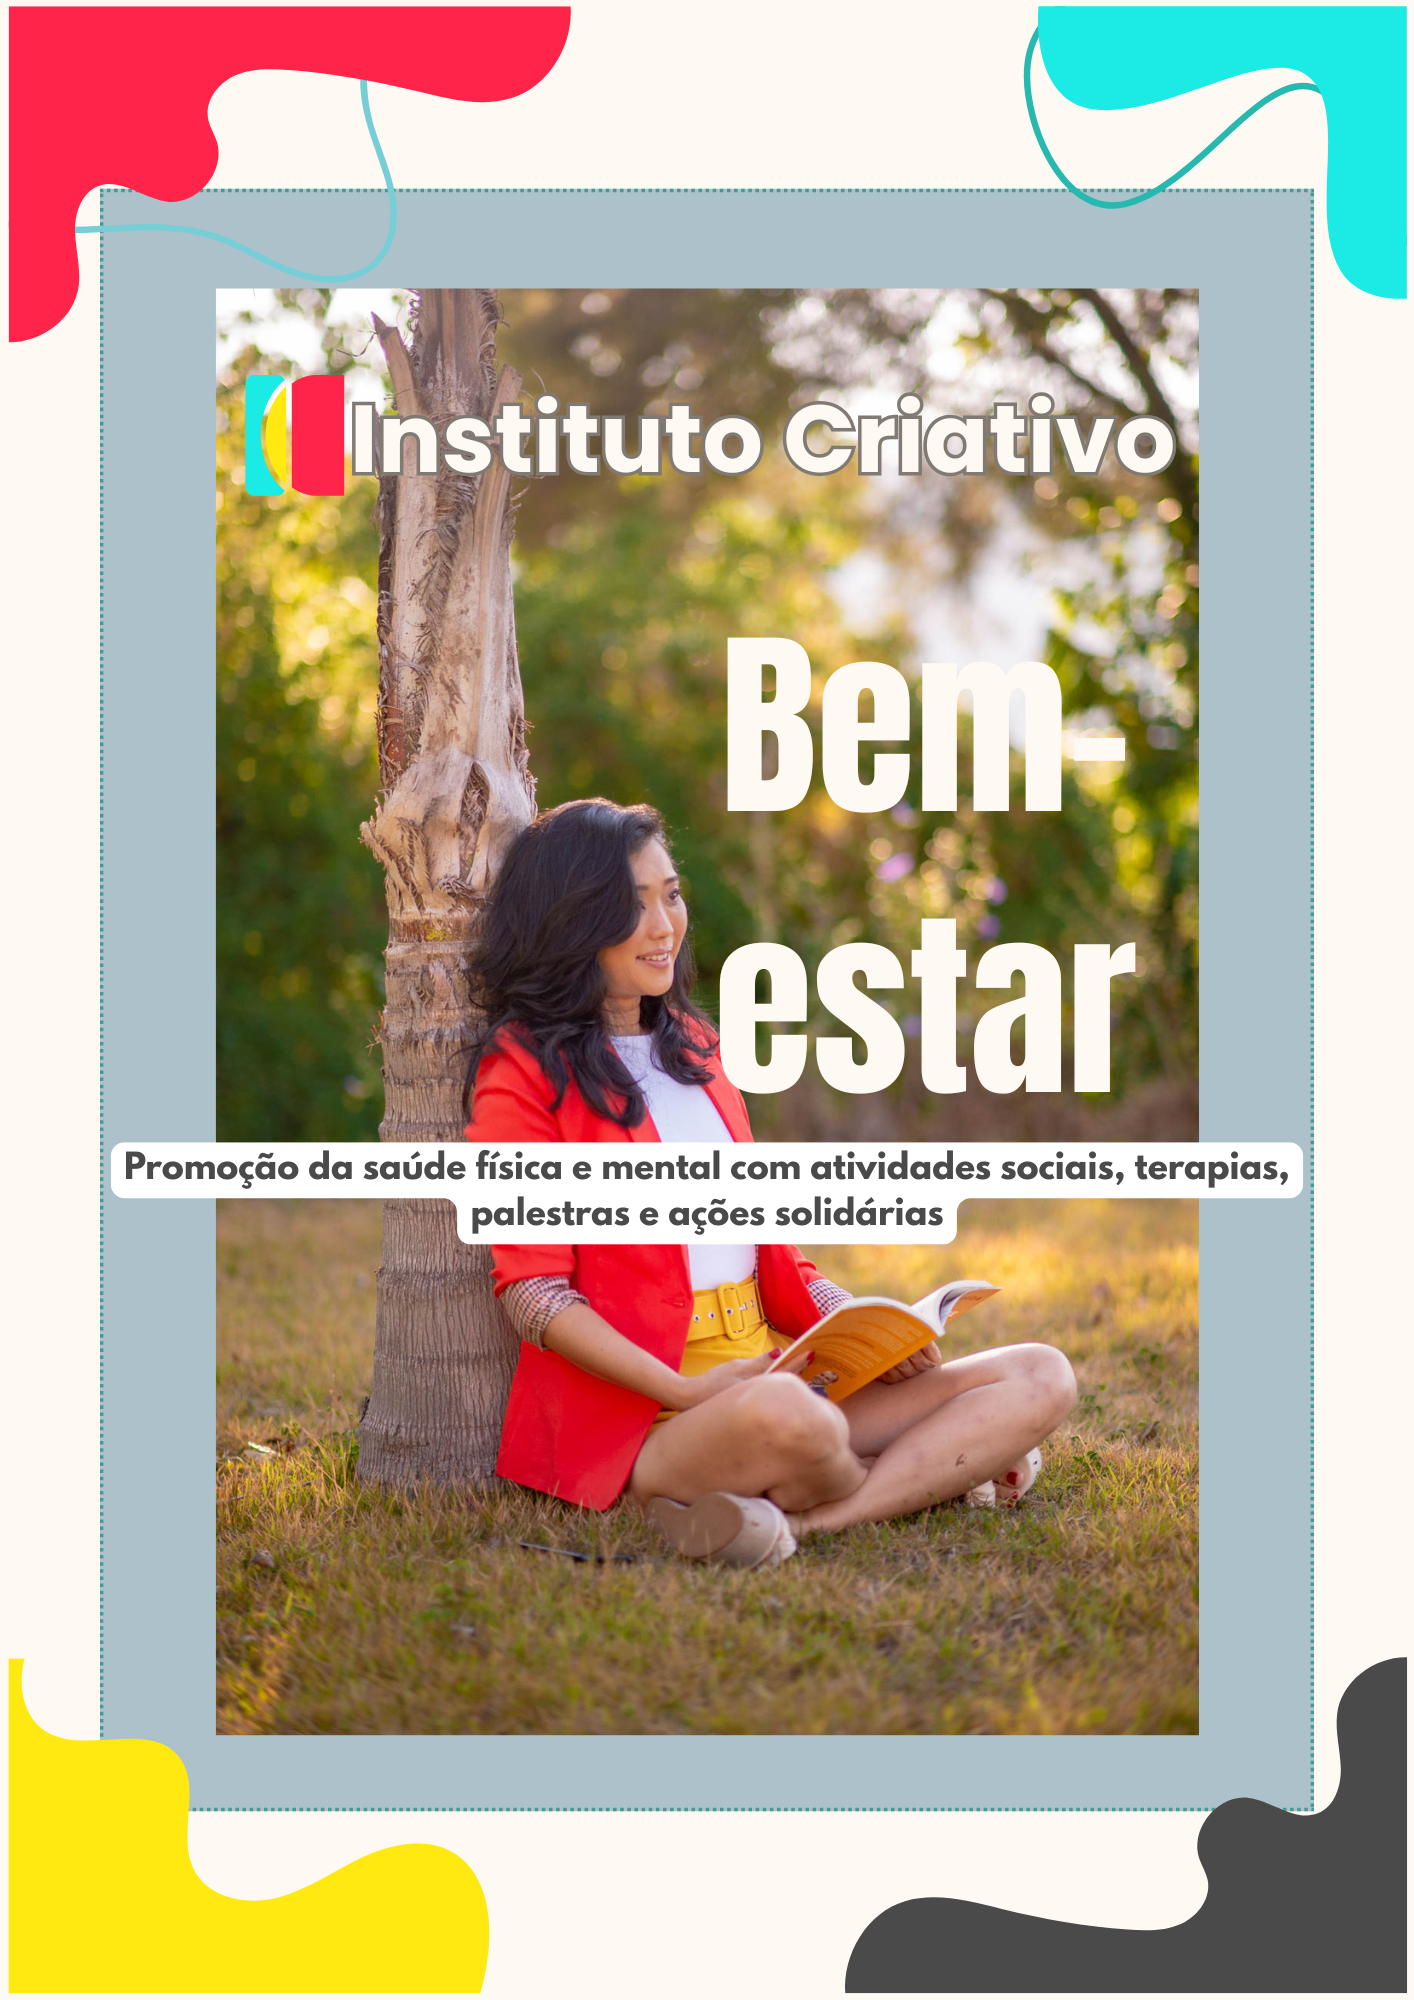 Instituto Criativo
Bem-
estar
Promoção da saúde física e mental com atividades sociais, terapias,
palestras e ações solidárias